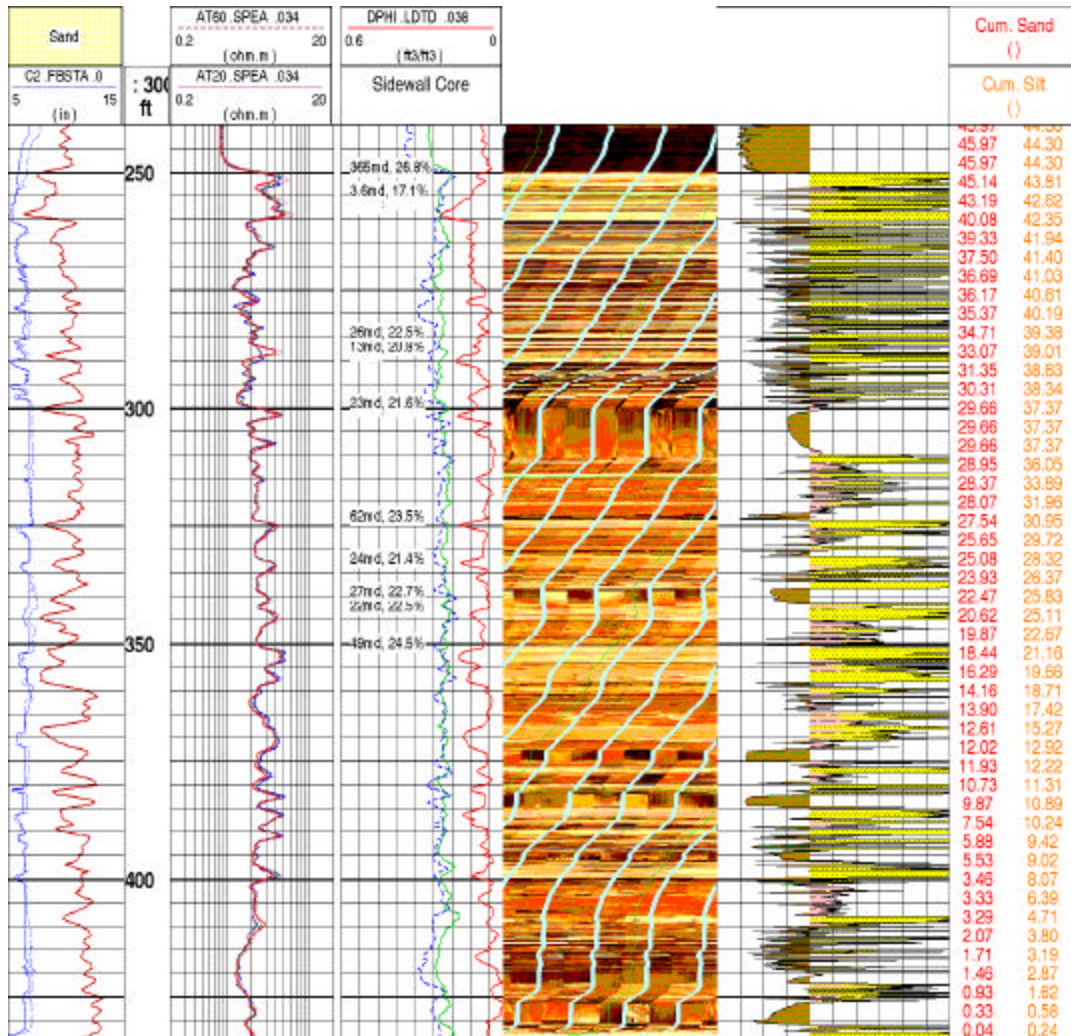 Sand
C2 .FBSTA .0
5 15
(in)
: 300
ft
AT60 .SPEA .034
0.2 20
(ohm.m)
AT20 .SPEA .034
0.2 20
(ohm.m)
DPHI .LDTD .038
0.6 0
(ft3/ft3)
Sidewall Core
Cum. Sand
()
Cum. Silt
()
45.97 44.30
45.97 44.30
365md, 26.8%
250 45.14 43.81
3.6md, 17.1%
43.19 42.62
40.08 42.35
39.33 41.94
37.50 41.40
36.69 41.03
36.17 40.61
35.37 40.19
26md, 22.5%
34.71 39.38
13md, 20.8%
33.07 39.01
31.35 38.63
30.31 38.34
23md, 21.6%
300 29.66 37.37
29.66 37.37
29.66 37.37
28.95 36.05
28.37 33.89
28.07 31.96
62md, 23.5%
27.54 30.95
25.65 29.72
24md, 21.4%
25.08 28.32
23.93 26.37
27md, 22.7%
22.47 25.83
22md, 22.5%
20.62 25.11
19.87 22.67
49md, 24.5%
350 18.44 21.16
16.29 19.66
14.16 18.71
13.90 17.42
12.61 15.27
12.02 12.92
11.93 12.22
10.73 11.31
9.87 10.89
7.54 10.24
5.88 9.42
5.53 9.02
400 3.46 8.07
3.33 6.39
3.29 4.71
2.07 3.80
1.71 3.19
1.46 2.87
0.93 1.62
0.33 0.58
0.04 0.24